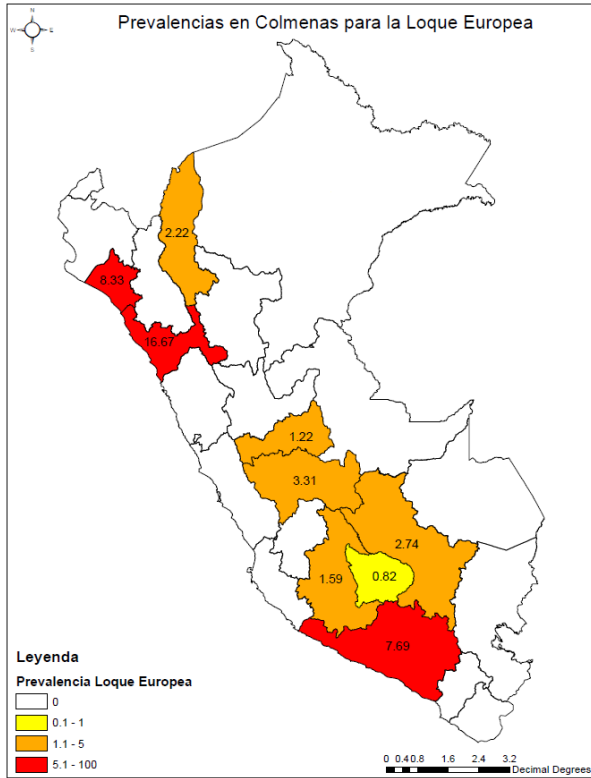 Prevalencias en Colmenas para la Loque Europea
N
W
E
S
2.22
8.33
16.67
1.22
3.31
2.74
1.59
0.82
7.69
Leyenda
Prevalencia Loque Europea
0
0.1 - 1
1.1 - 5
5.1 - 100
0 0.4 0.8 1.6 2.4 3.2
Decimal Degrees